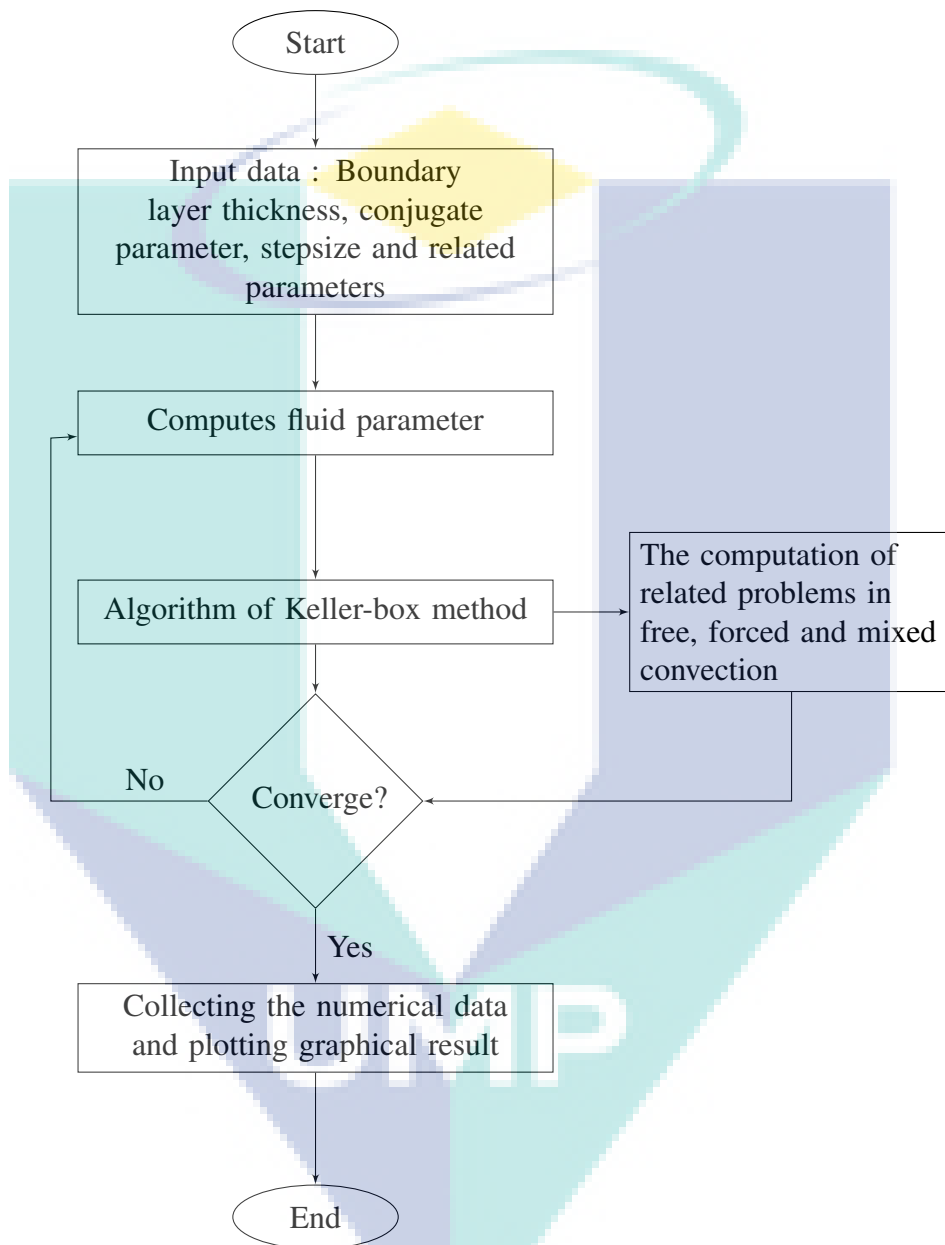 Start
Input data : Boundary
layer thickness, conjugate
parameter, stepsize and related
parameters
Computes fluid parameter
Algorithm of Keller-box method
The computation of
related problems in
free, forced and mixed
convection
No
Converge?
Yes
Collecting the numerical data
and plotting graphical result
UMP
End